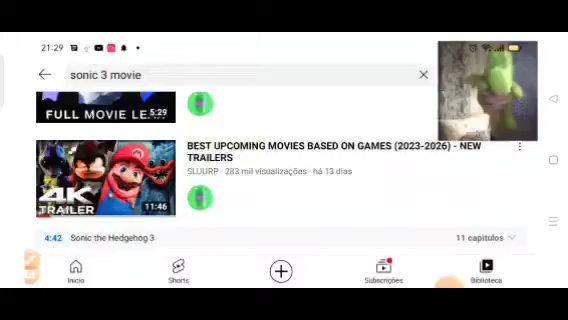 21:29
sonic 3 movie
FULL MOVIE LEAK
5:29
BEST UPCOMING MOVIES BASED ON GAMES (2023-2026) - NEW
TRAILERS
SLUURP · 283 mil visualizações · há 13 dias
4K
TRAILER
11:46
4:42 Sonic the Hedgehog 3
11 capítulos
Início
Shorts
Subscrições
Biblioteca